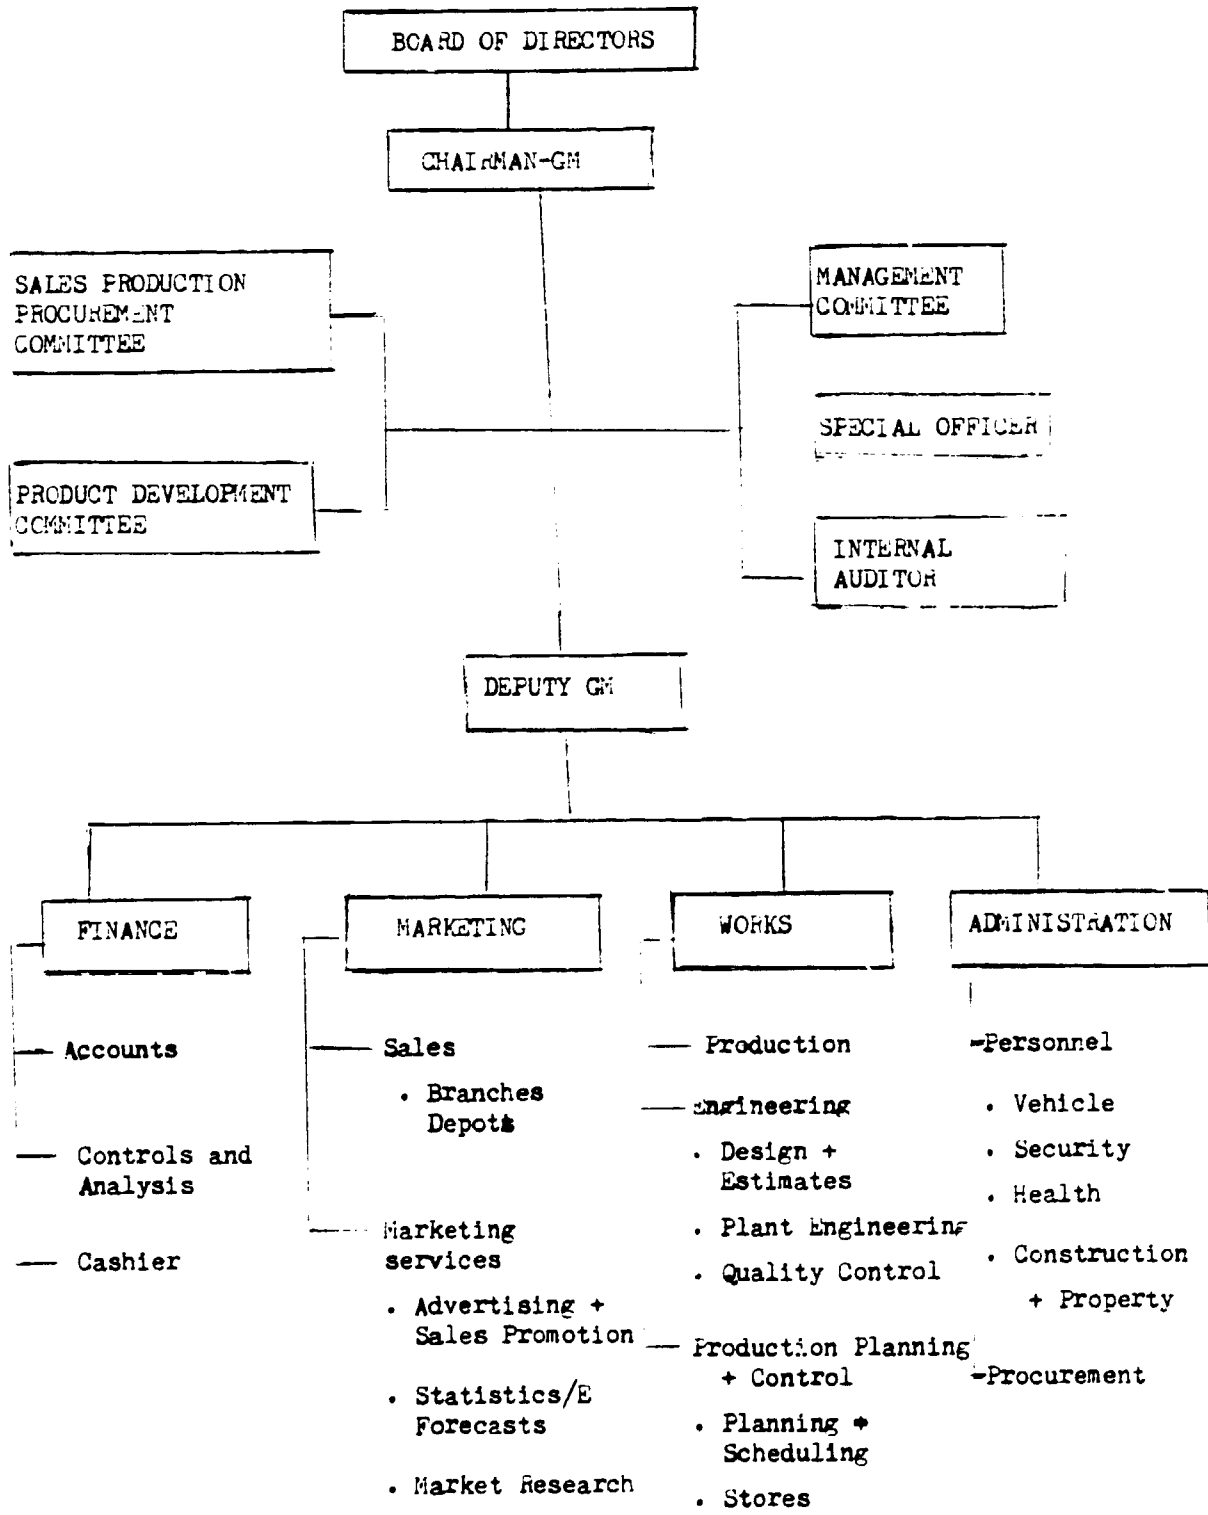 BOARD OF DIRECTORS
CHAIRMAN-GM
SALES PRODUCTION
PROCUREMENT
COMMITTEE
MANAGEMENT
COMMITTEE
SPECIAL OFFICER
PRODUCT DEVELOPMENT
COMMITTEE
INTERNAL
AUDITOR
DEPUTY GM
FINANCE
Accounts
Controls and
Analysis
Cashier
MARKETING
Sales
. Branches
Depots
Marketing
services
. Advertising +
Sales Promotion
. Statistics/E
Forecasts
. Market Research
WORKS
Production
Engineering
. Design +
Estimates
. Plant Engineering
. Quality Control
Production Planning
+ Control
. Planning +
Scheduling
. Stores
ADMINISTRATION
-Personnel
. Vehicle
. Security
. Health
. Construction
+ Property
-Procurement